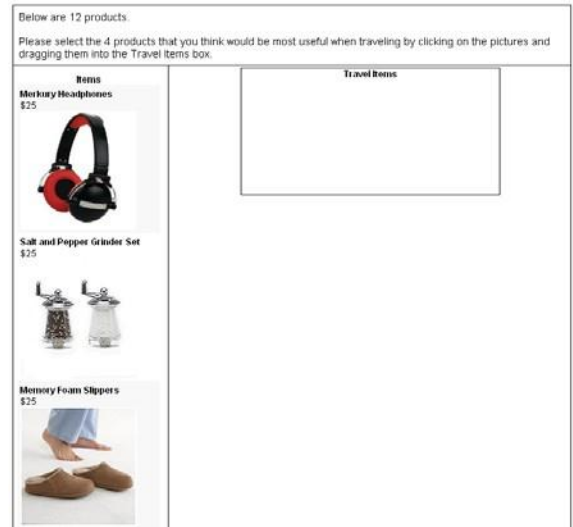 Below are 12 products.
Please select the 4 products that you think would be most useful when traveling by clicking on the pictures and
dragging them into the Travel Items box.
Items
Merkury Headphones
$25
Salt and Pepper Grinder Set
$25
Memory Foam Slippers
$25
Travel Items